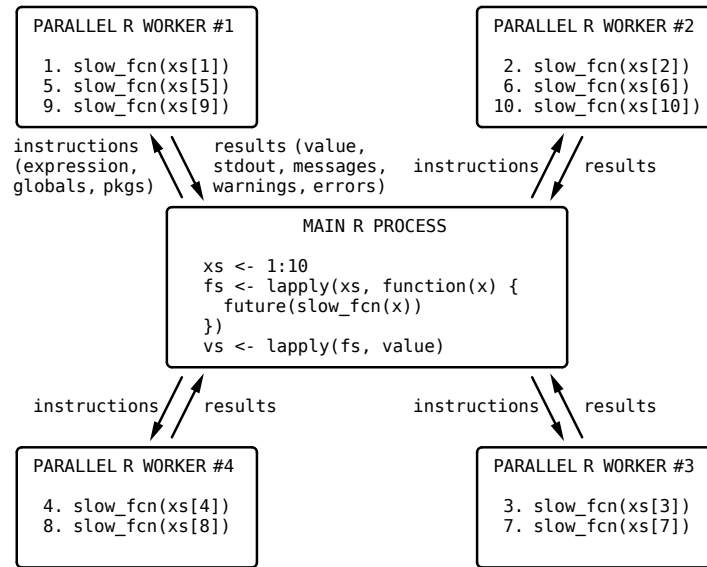 PARALLEL R WORKER #1
1. slow_fcn(xs[1])
5. slow_fcn(xs[5])
9. slow_fcn(xs[9])
PARALLEL R WORKER #2
2. slow_fcn(xs[2])
6. slow_fcn(xs[6])
10. slow_fcn(xs[10])
instructions
(expression,
globals, pkgs)
results (value,
stdout, messages,
warnings, errors)
instructions
results
MAIN R PROCESS
xs <- 1:10
fs <- lapply(xs, function(x) {
  future(slow_fcn(x))
})
vs <- lapply(fs, value)
instructions
results
instructions
results
PARALLEL R WORKER #4
4. slow_fcn(xs[4])
8. slow_fcn(xs[8])
PARALLEL R WORKER #3
3. slow_fcn(xs[3])
7. slow_fcn(xs[7])